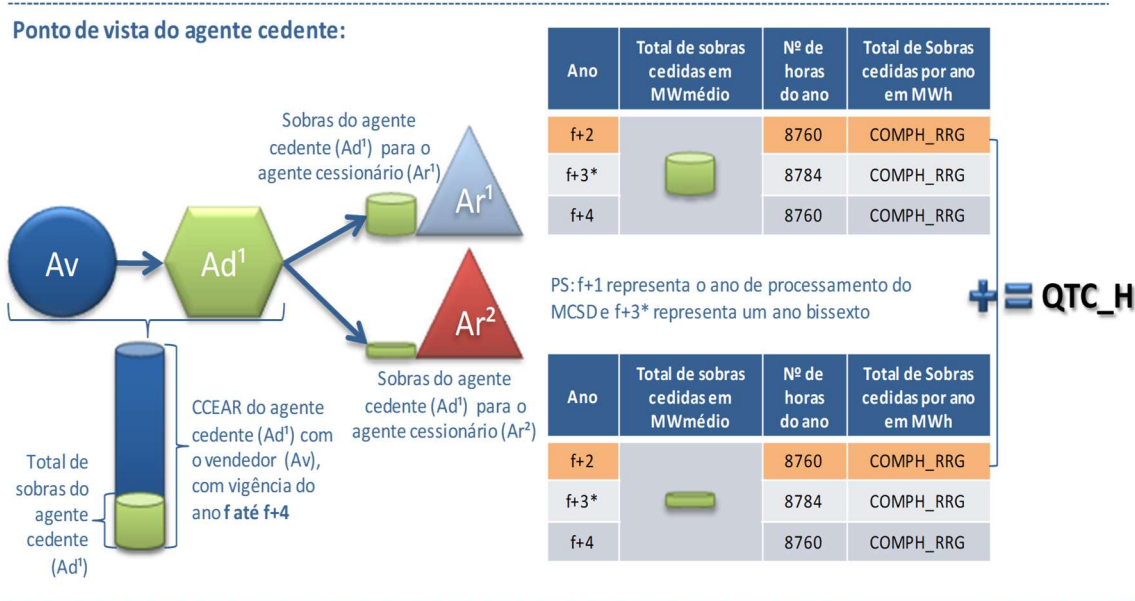 Ponto de vista do agente cedente:
Sobras do agente
cedente (Ad¹) para o
agente cessionário (Ar¹)
Av
Ad¹
Ar¹
Ar²
Sobras do agente
cedente (Ad¹) para o
agente cessionário (Ar²)
CCEAR do agente
cedente (Ad¹) com
o vendedor (Av),
com vigência do
ano f até f+4
Total de
sobras do
agente
cedente
(Ad¹)
Ano
Total de sobras
cedidas em
MWmédio
Nº de
horas
do ano
Total de Sobras
cedidas por ano
em MWh
f+2 8760 COMPH_RRG
f+3* 8784 COMPH_RRG
f+4 8760 COMPH_RRG
PS: f+1 representa o ano de processamento do
MCSD e f+3* representa um ano bissexto
+ = QTC_H
Ano
Total de sobras
cedidas em
MWmédio
Nº de
horas
do ano
Total de Sobras
cedidas por ano
em MWh
f+2 8760 COMPH_RRG
f+3* 8784 COMPH_RRG
f+4 8760 COMPH_RRG